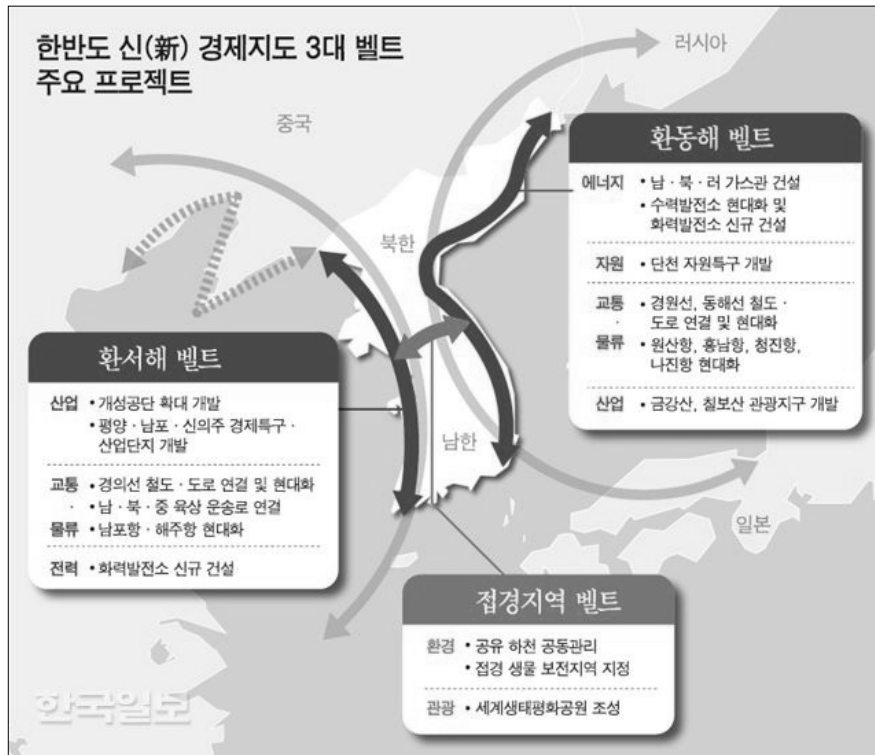 한반도 신(新) 경제지도 3대 벨트
주요 프로젝트
러시아
중국
북한
남한
일본
환동해 벨트
에너지 • 남 · 북 · 러 가스관 건설
• 수력발전소 현대화 및
화력발전소 신규 건설
자원 • 단천 자원특구 개발
교통 • 경원선, 동해선 철도 ·
· 도로 연결 및 현대화
물류 • 원산항, 흥남항, 청진항,
나진항 현대화
산업 • 금강산, 칠보산 관광지구 개발
환서해 벨트
산업 • 개성공단 확대 개발
• 평양 · 남포 · 신의주 경제특구 ·
산업단지 개발
교통 • 경의선 철도 · 도로 연결 및 현대화
· • 남 · 북 · 중 육상 운송로 연결
물류 • 남포항 · 해주항 현대화
전력 • 화력발전소 신규 건설
접경지역 벨트
환경 • 공유 하천 공동관리
• 접경 생물 보전지역 지정
관광 • 세계생태평화공원 조성
한국일보